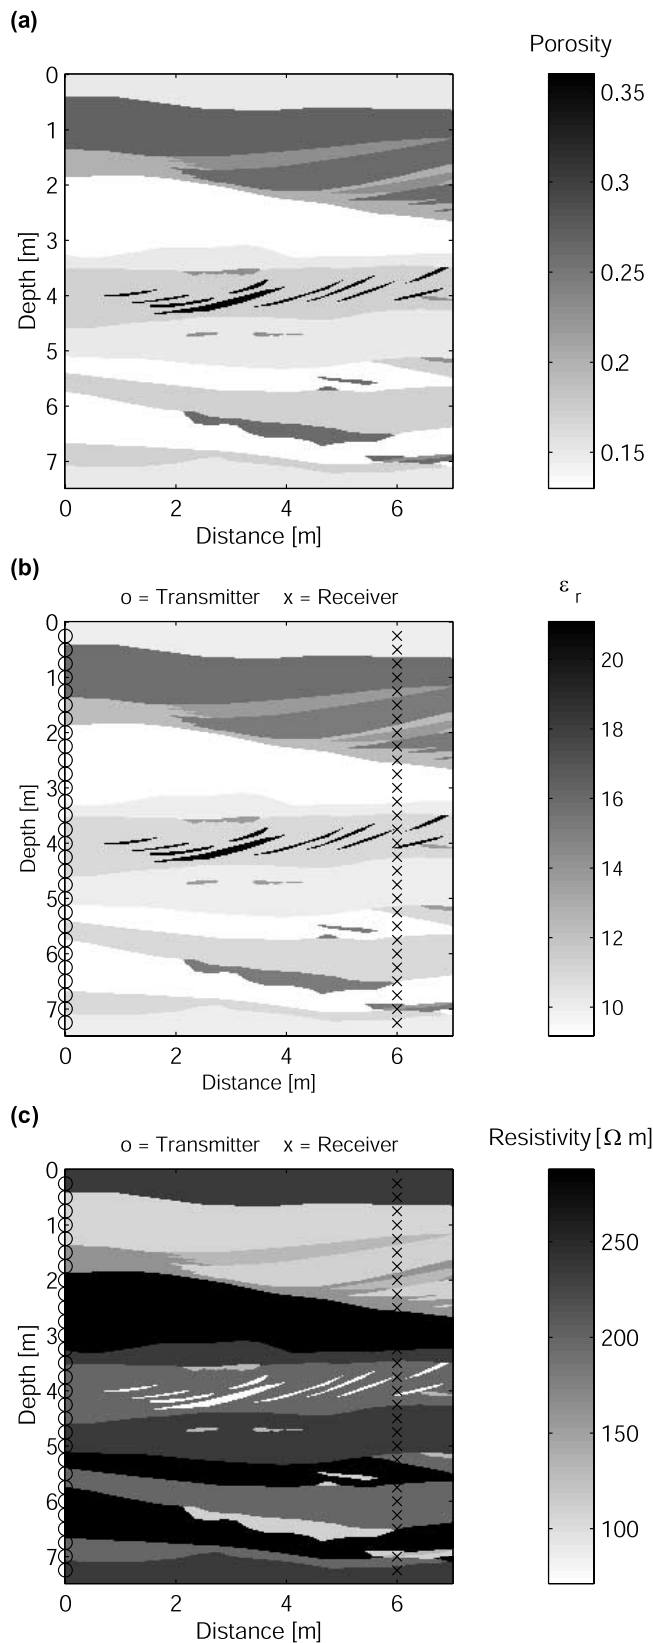 (a)
Porosity
0
1
2
3
4
5
6
7
Depth [m]
0 2 4 6
Distance [m]
0.35
0.3
0.25
0.2
0.15
(b)
o = Transmitter x = Receiver
ε r
0
1
2
3
4
5
6
7
Depth [m]
0 2 4 6
Distance [m]
20
18
16
14
12
10
(c)
o = Transmitter x = Receiver
Resistivity [Ω m]
0
1
2
3
4
5
6
7
Depth [m]
0 2 4 6
Distance [m]
250
200
150
100